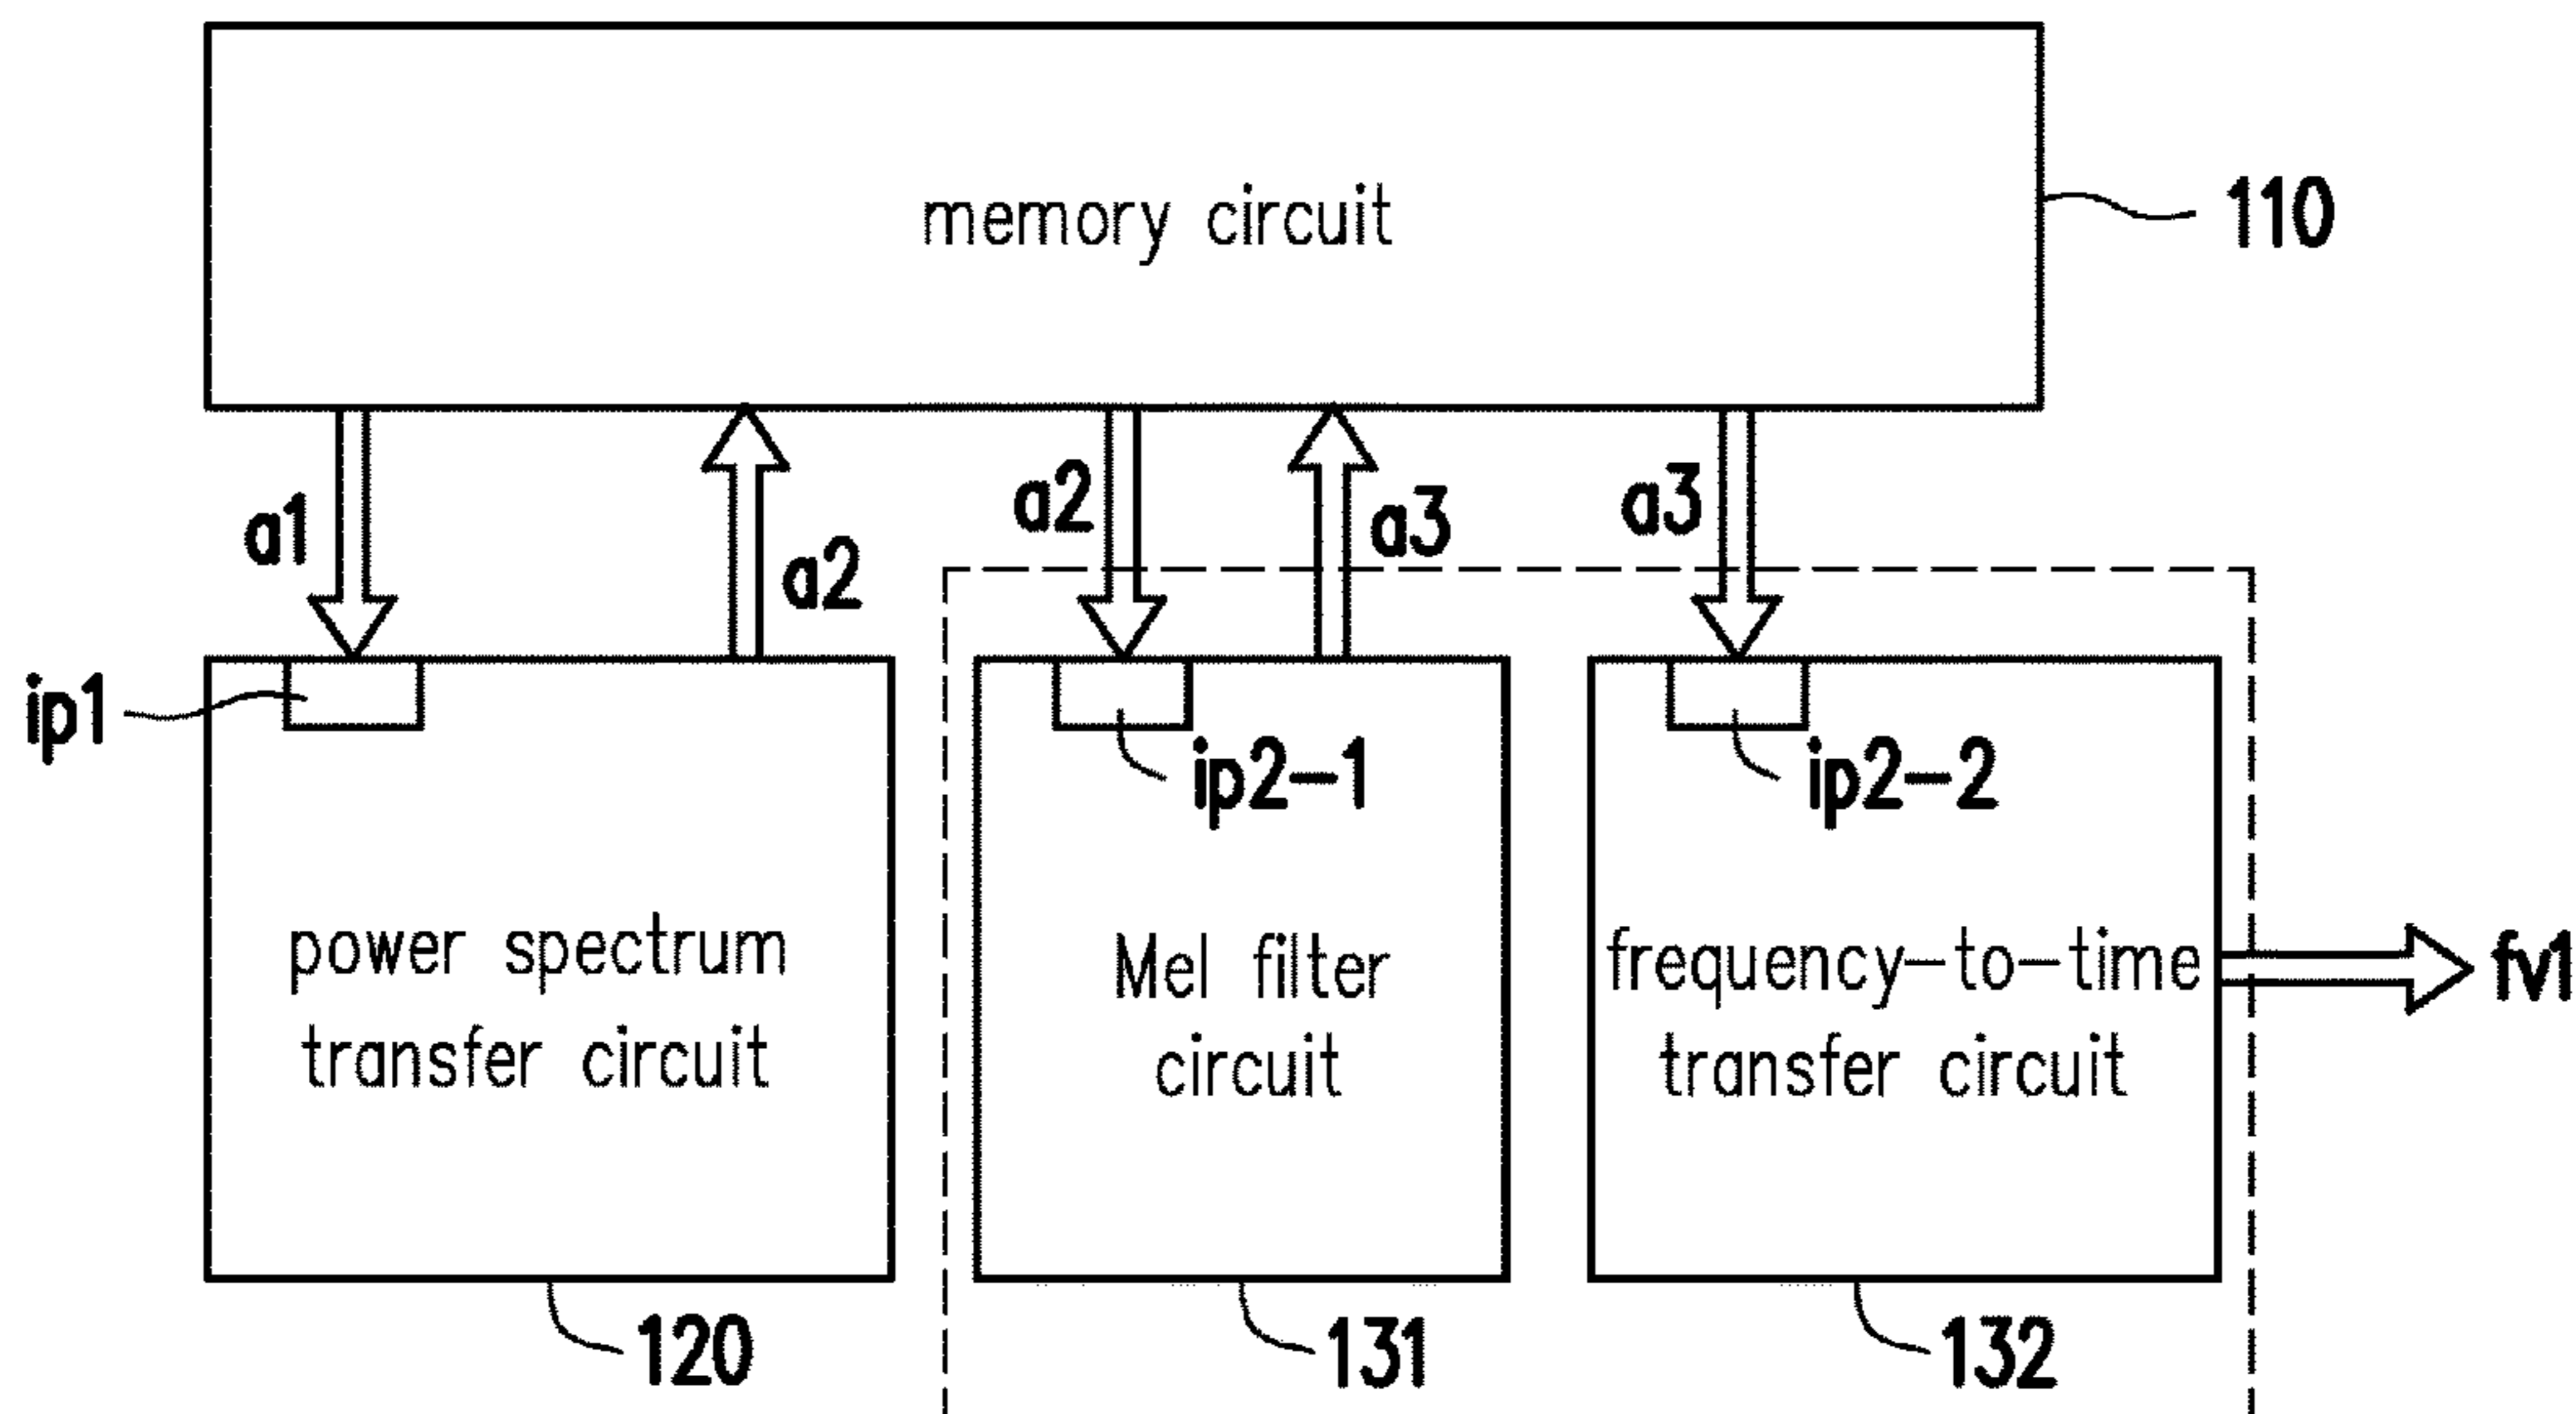 memory circuit
110
a1
a2
a2
a3
a3
ip1
ip2-1
ip2-2
power spectrum
transfer circuit
Mel filter
circuit
frequency-to-time
transfer circuit
fv1
120
131
132